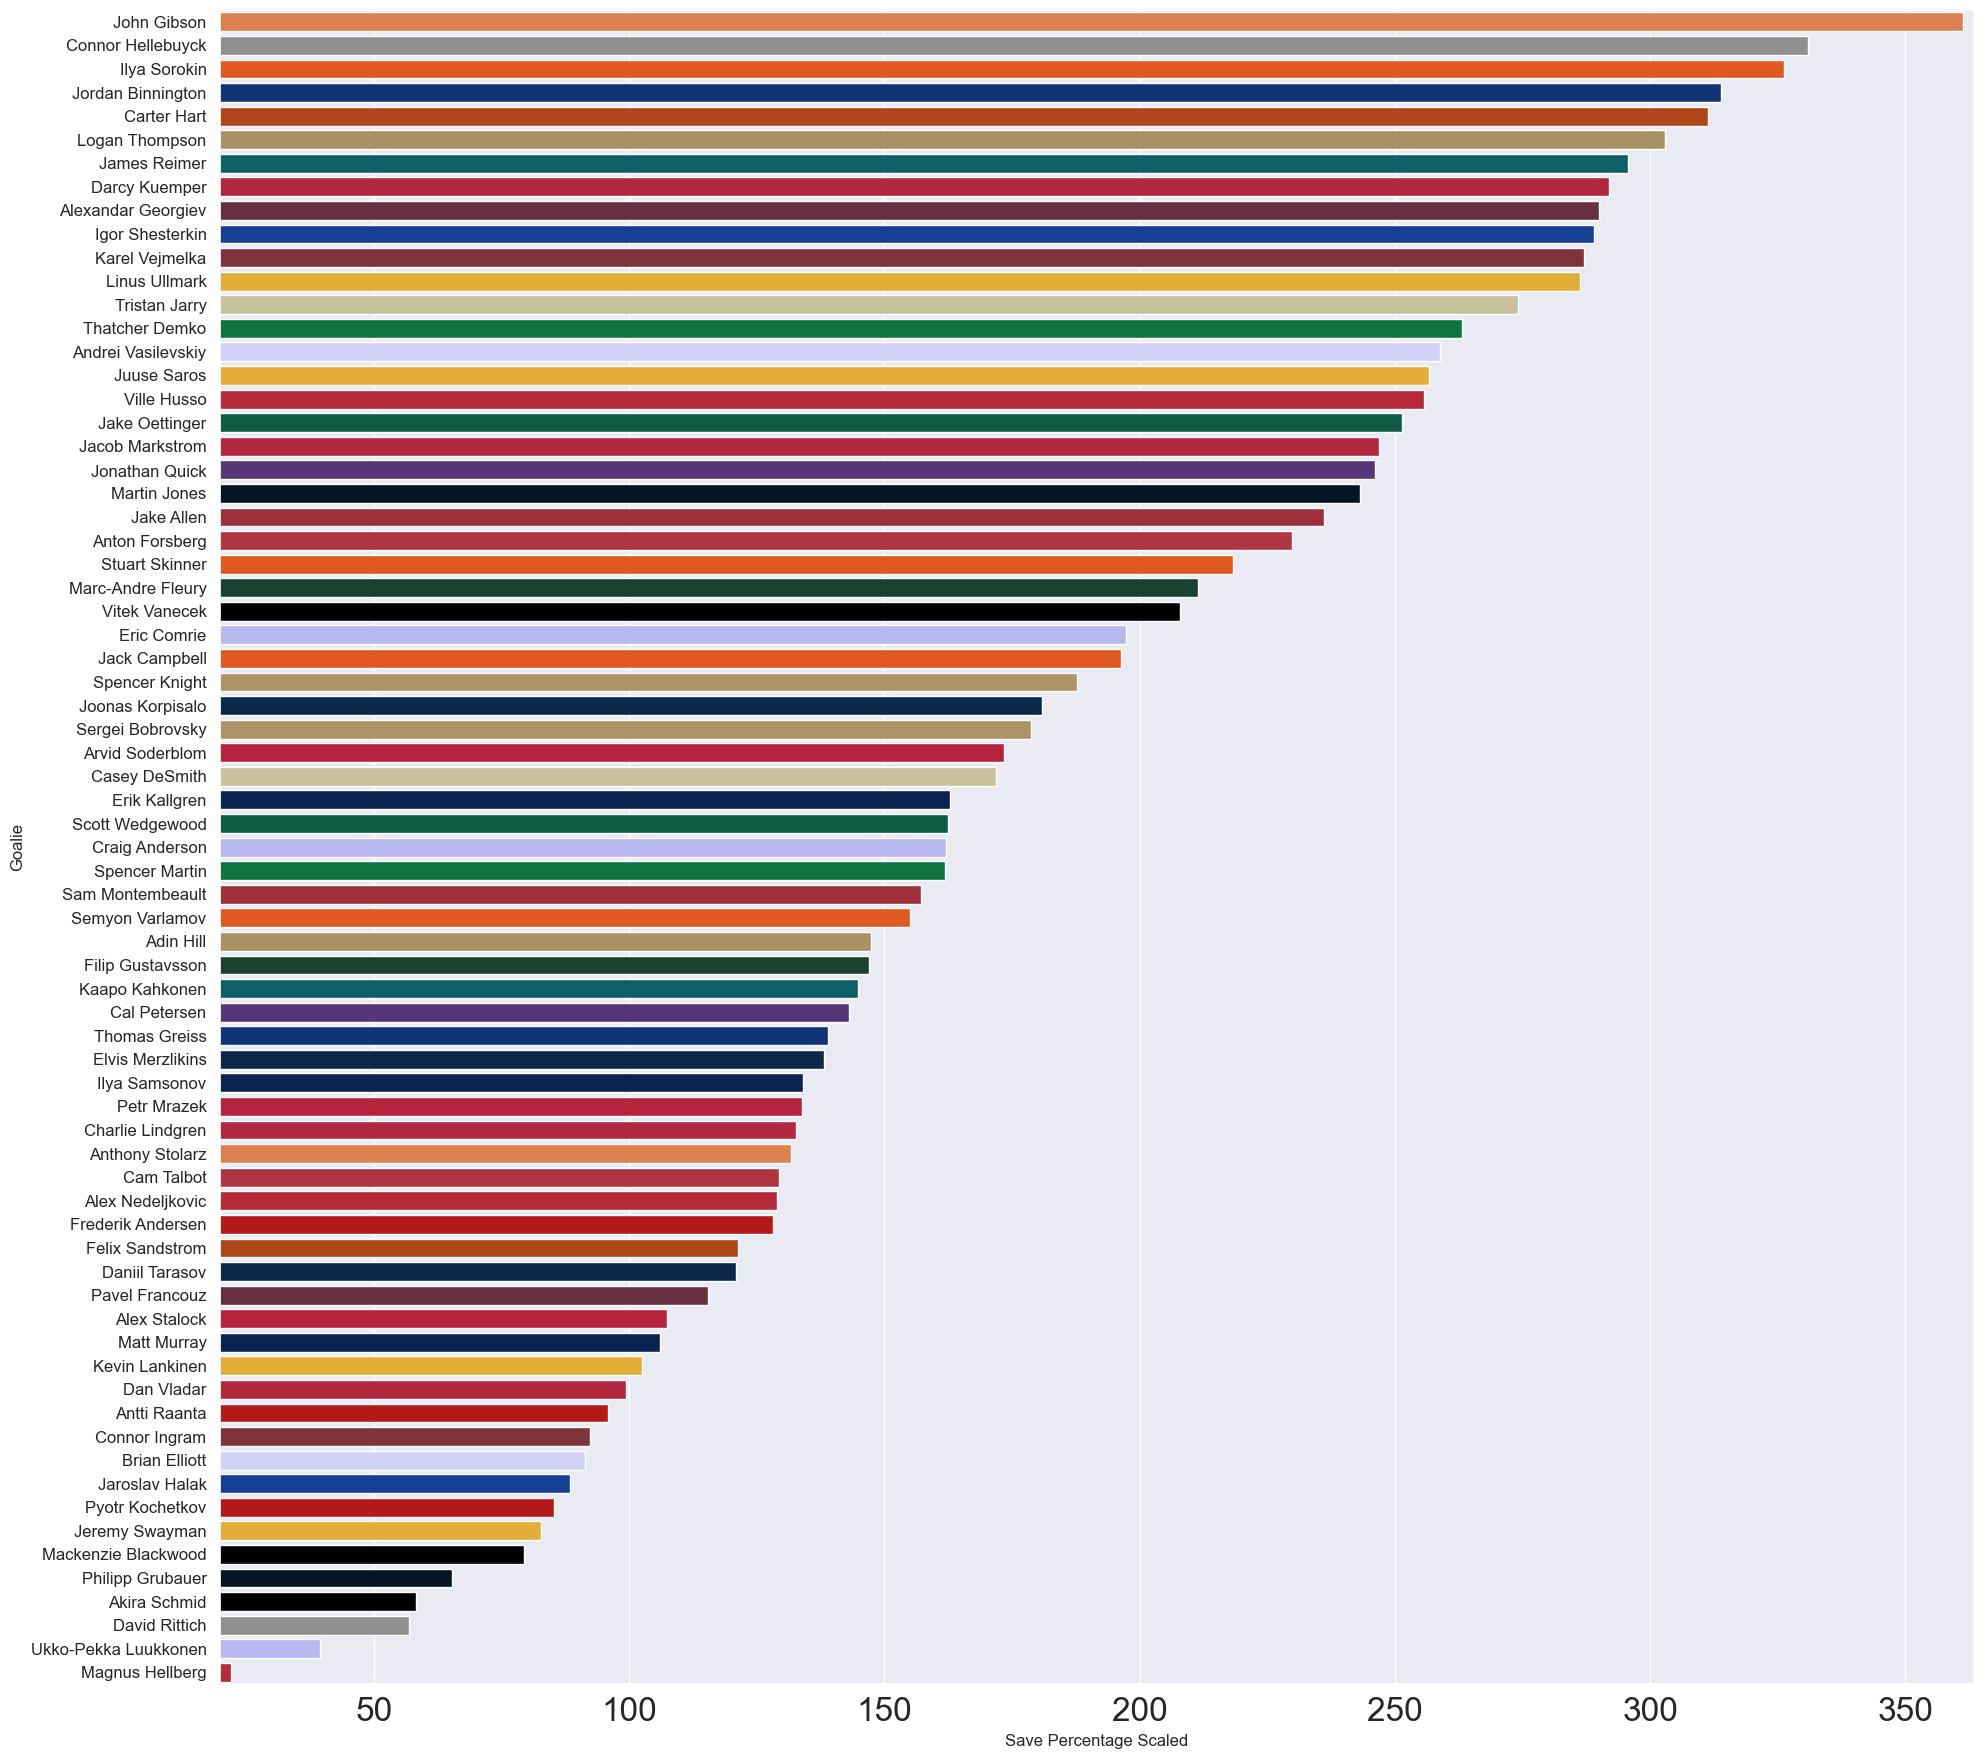 John Gibson
Connor Hellebuyck
Ilya Sorokin
Jordan Binnington
Carter Hart
Logan Thompson
James Reimer
Darcy Kuemper
Alexandar Georgiev
Igor Shesterkin
Karel Vejmelka
Linus Ullmark
Tristan Jarry
Thatcher Demko
Andrei Vasilevskiy
Juuse Saros
Ville Husso
Jake Oettinger
Jacob Markstrom
Jonathan Quick
Martin Jones
Jake Allen
Anton Forsberg
Stuart Skinner
Marc-Andre Fleury
Vitek Vanecek
Eric Comrie
Jack Campbell
Spencer Knight
Joonas Korpisalo
Sergei Bobrovsky
Arvid Soderblom
Casey DeSmith
Erik Kallgren
Scott Wedgewood
Craig Anderson
Spencer Martin
Sam Montembeault
Semyon Varlamov
Adin Hill
Filip Gustavsson
Kaapo Kahkonen
Cal Petersen
Thomas Greiss
Elvis Merzlikins
Ilya Samsonov
Petr Mrazek
Charlie Lindgren
Anthony Stolarz
Cam Talbot
Alex Nedeljkovic
Frederik Andersen
Felix Sandstrom
Daniil Tarasov
Pavel Francouz
Alex Stalock
Matt Murray
Kevin Lankinen
Dan Vladar
Antti Raanta
Connor Ingram
Brian Elliott
Jaroslav Halak
Pyotr Kochetkov
Jeremy Swayman
Mackenzie Blackwood
Philipp Grubauer
Akira Schmid
David Rittich
Ukko-Pekka Luukkonen
Magnus Hellberg
Goalie
50 100 150 200 250 300 350
Save Percentage Scaled